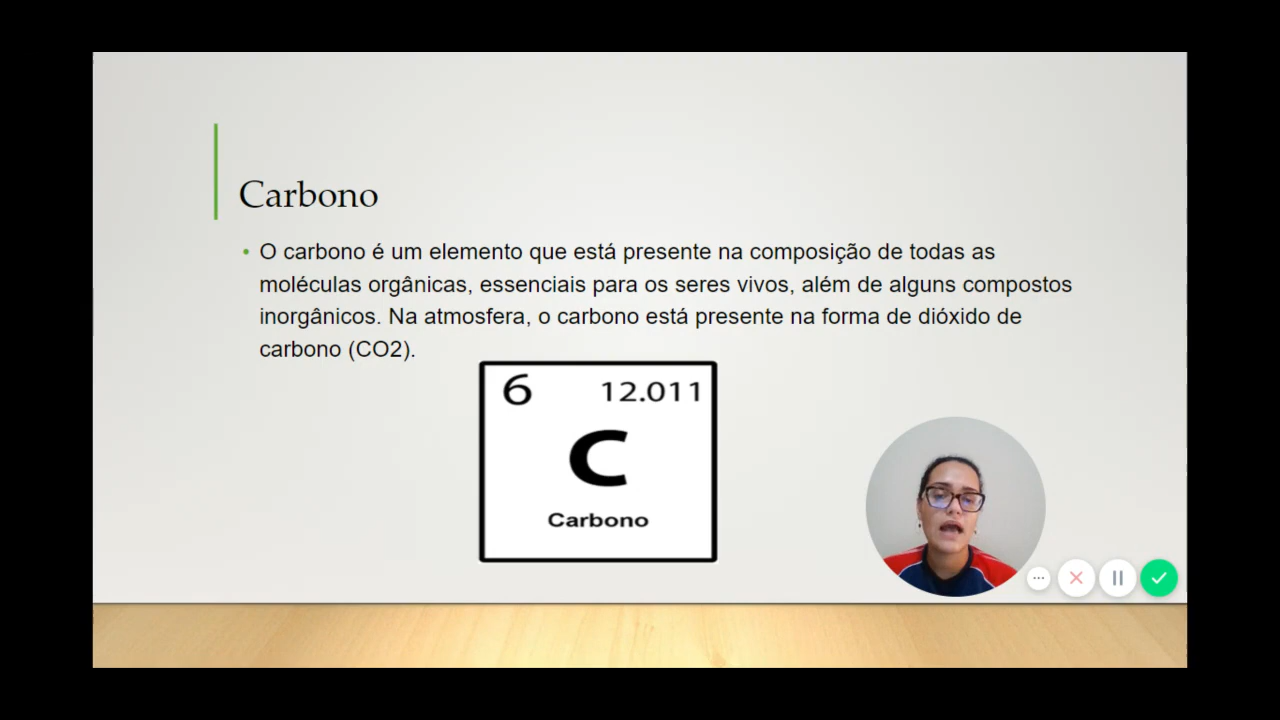 Carbono
• O carbono é um elemento que está presente na composição de todas as
moléculas orgânicas, essenciais para os seres vivos, além de alguns compostos
inorgânicos. Na atmosfera, o carbono está presente na forma de dióxido de
carbono (CO2).
6 12.011
C
Carbono